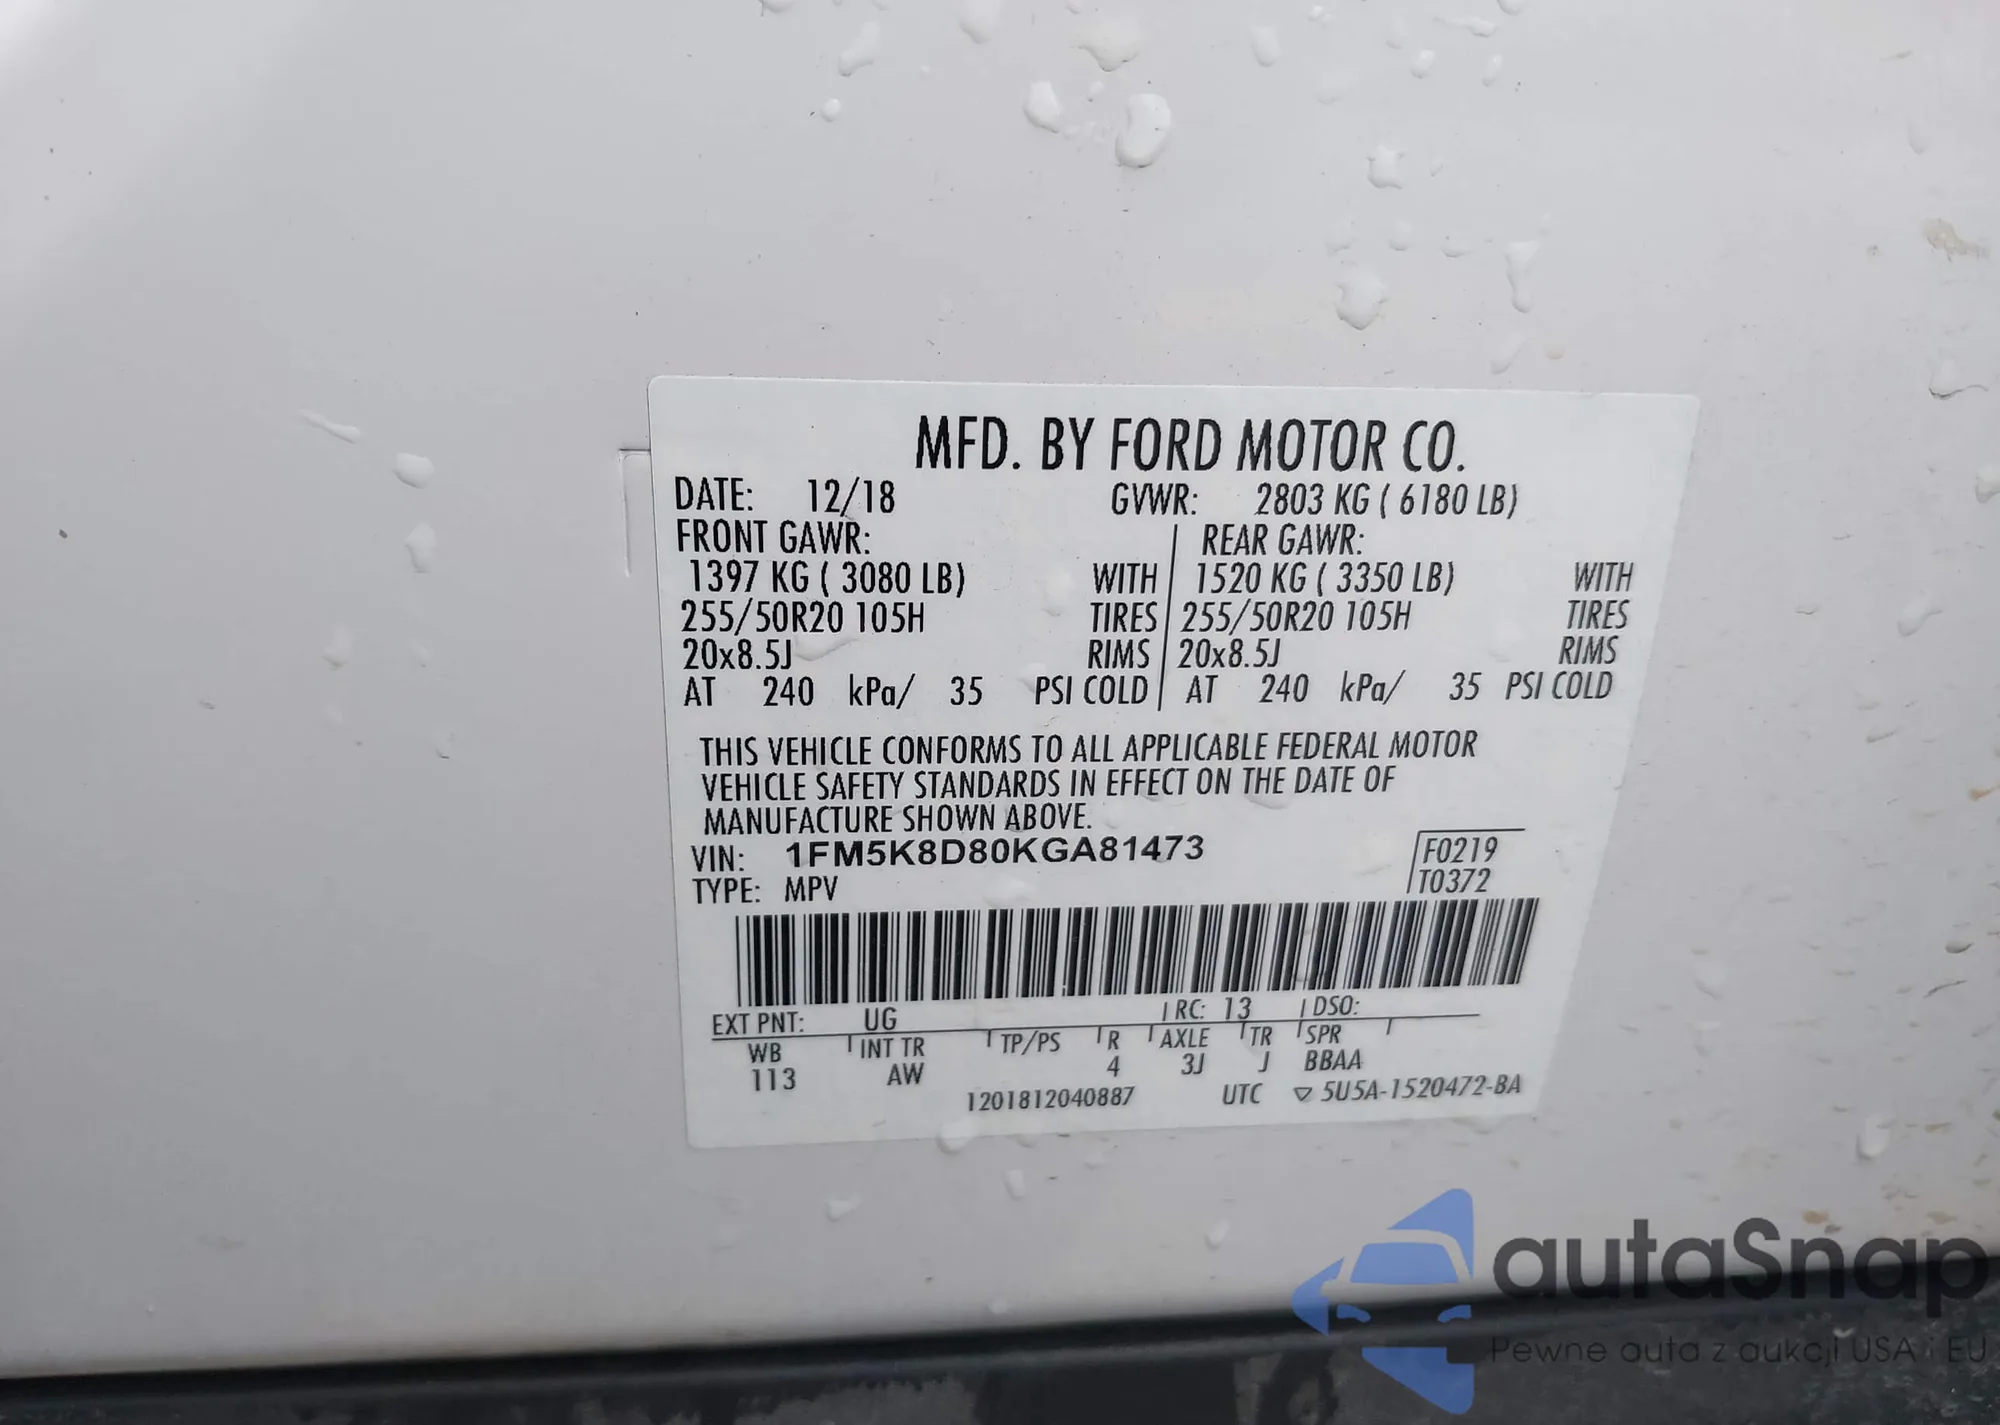 MFD. BY FORD MOTOR CO.
DATE: 12/18 GVWR: 2803 KG ( 6180 LB)
FRONT GAWR: REAR GAWR:
1397 KG ( 3080 LB) WITH 1520 KG ( 3350 LB) WITH
255/50R20 105H TIRES 255/50R20 105H TIRES
20x8.5J RIMS 20x8.5J RIMS
AT 240 kPa/ 35 PSI COLD AT 240 kPa/ 35 PSI COLD
THIS VEHICLE CONFORMS TO ALL APPLICABLE FEDERAL MOTOR
VEHICLE SAFETY STANDARDS IN EFFECT ON THE DATE OF
MANUFACTURE SHOWN ABOVE.
VIN: 1FM5K8D80KGA81473 F0219
TYPE: MPV T0372
EXT PNT: UG RC: 13 DSO:
WB INT TR TP/PS R AXLE TR SPR
113 AW 4 3J J BBAA
1201812040887 UTC ▽ 5U5A-1520472-BA
autaSnap
Pewne auta z aukcji USA i EU